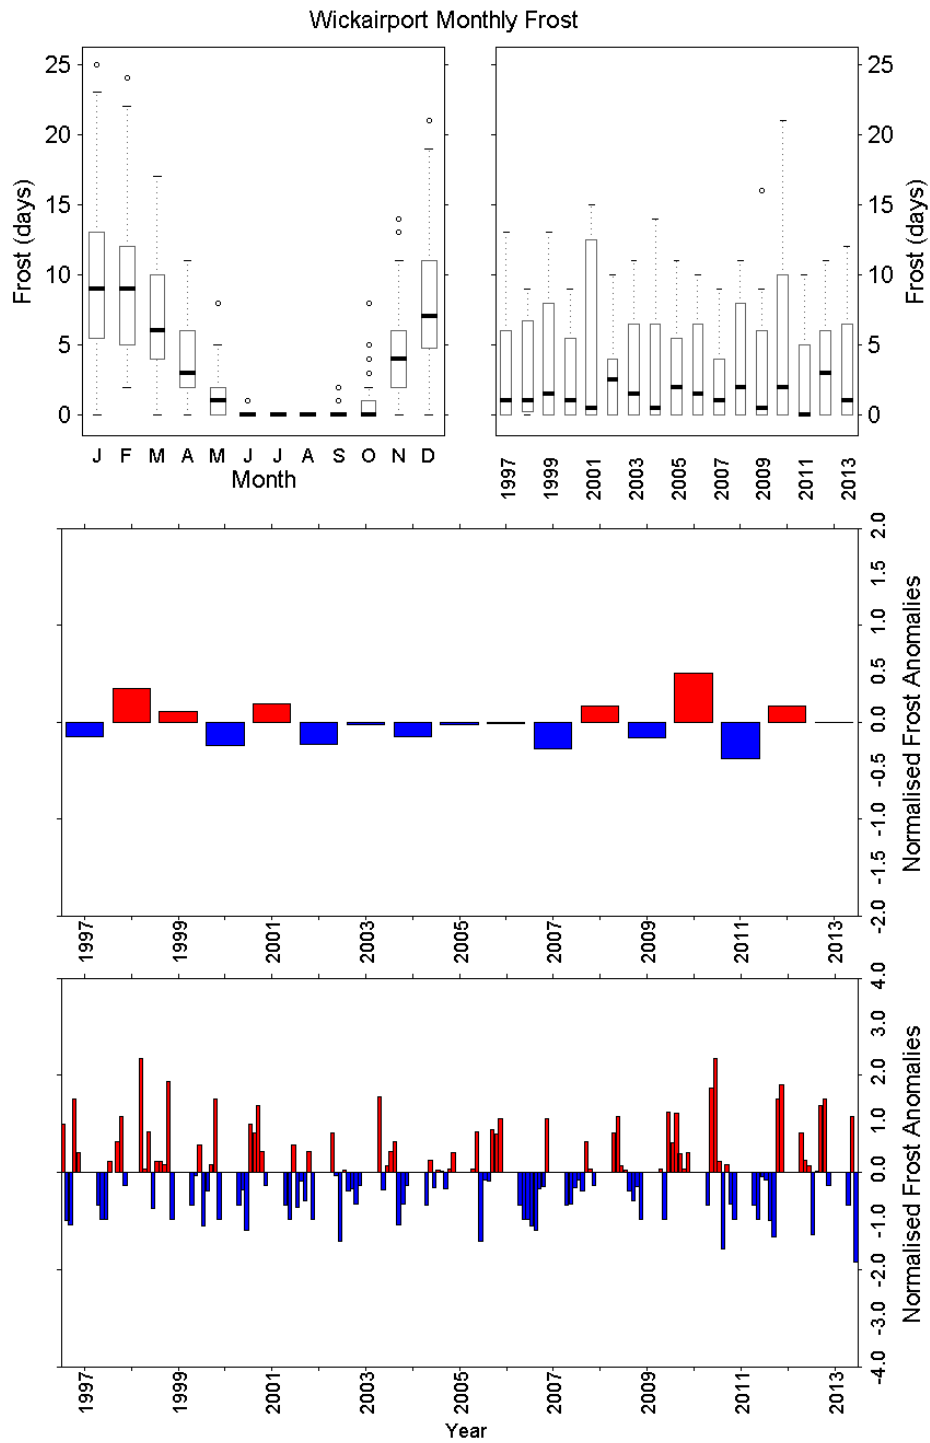 Wickairport Monthly Frost
25
20
15
10
5
0
Frost (days)
J F M A M J J A S O N D
Month
25
20
15
10
5
0
Frost (days)
1997 1999 2001 2003 2005 2007 2009 2011 2013
2.0
1.5
1.0
0.5
0.0
-0.5
-1.0
-1.5
-2.0
Normalised Frost Anomalies
1997 1999 2001 2003 2005 2007 2009 2011 2013
4.0
3.0
2.0
1.0
0.0
-1.0
-2.0
-3.0
-4.0
Normalised Frost Anomalies
1997 1999 2001 2003 2005 2007 2009 2011 2013
Year